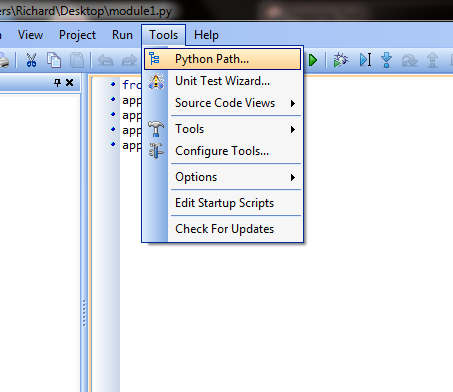 ers\Richard\Desktop\module1.py
View Project Run Tools Help
Python Path...
Unit Test Wizard...
Source Code Views
Tools
Configure Tools...
Options
Edit Startup Scripts
Check For Updates
fro
app
app
app
app